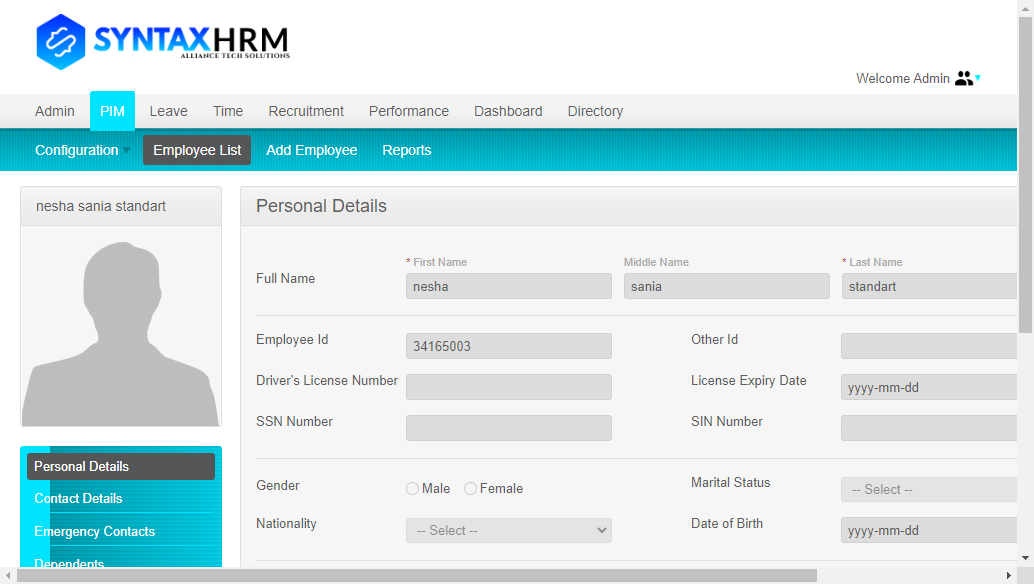 SYNTAXHRM
ALLIANCE TECH SOLUTIONS
Welcome Admin
Admin PIM Leave Time Recruitment Performance Dashboard Directory
Configuration Employee List Add Employee Reports
nesha sania standart
Personal Details
* First Name Middle Name * Last Name
Full Name
nesha sania standart
Employee Id 34165003 Other Id
Driver's License Number License Expiry Date yyyy-mm-dd
SSN Number SIN Number
Gender Male Female Marital Status -- Select --
Nationality -- Select -- Date of Birth yyyy-mm-dd
Personal Details
Contact Details
Emergency Contacts
Dependents